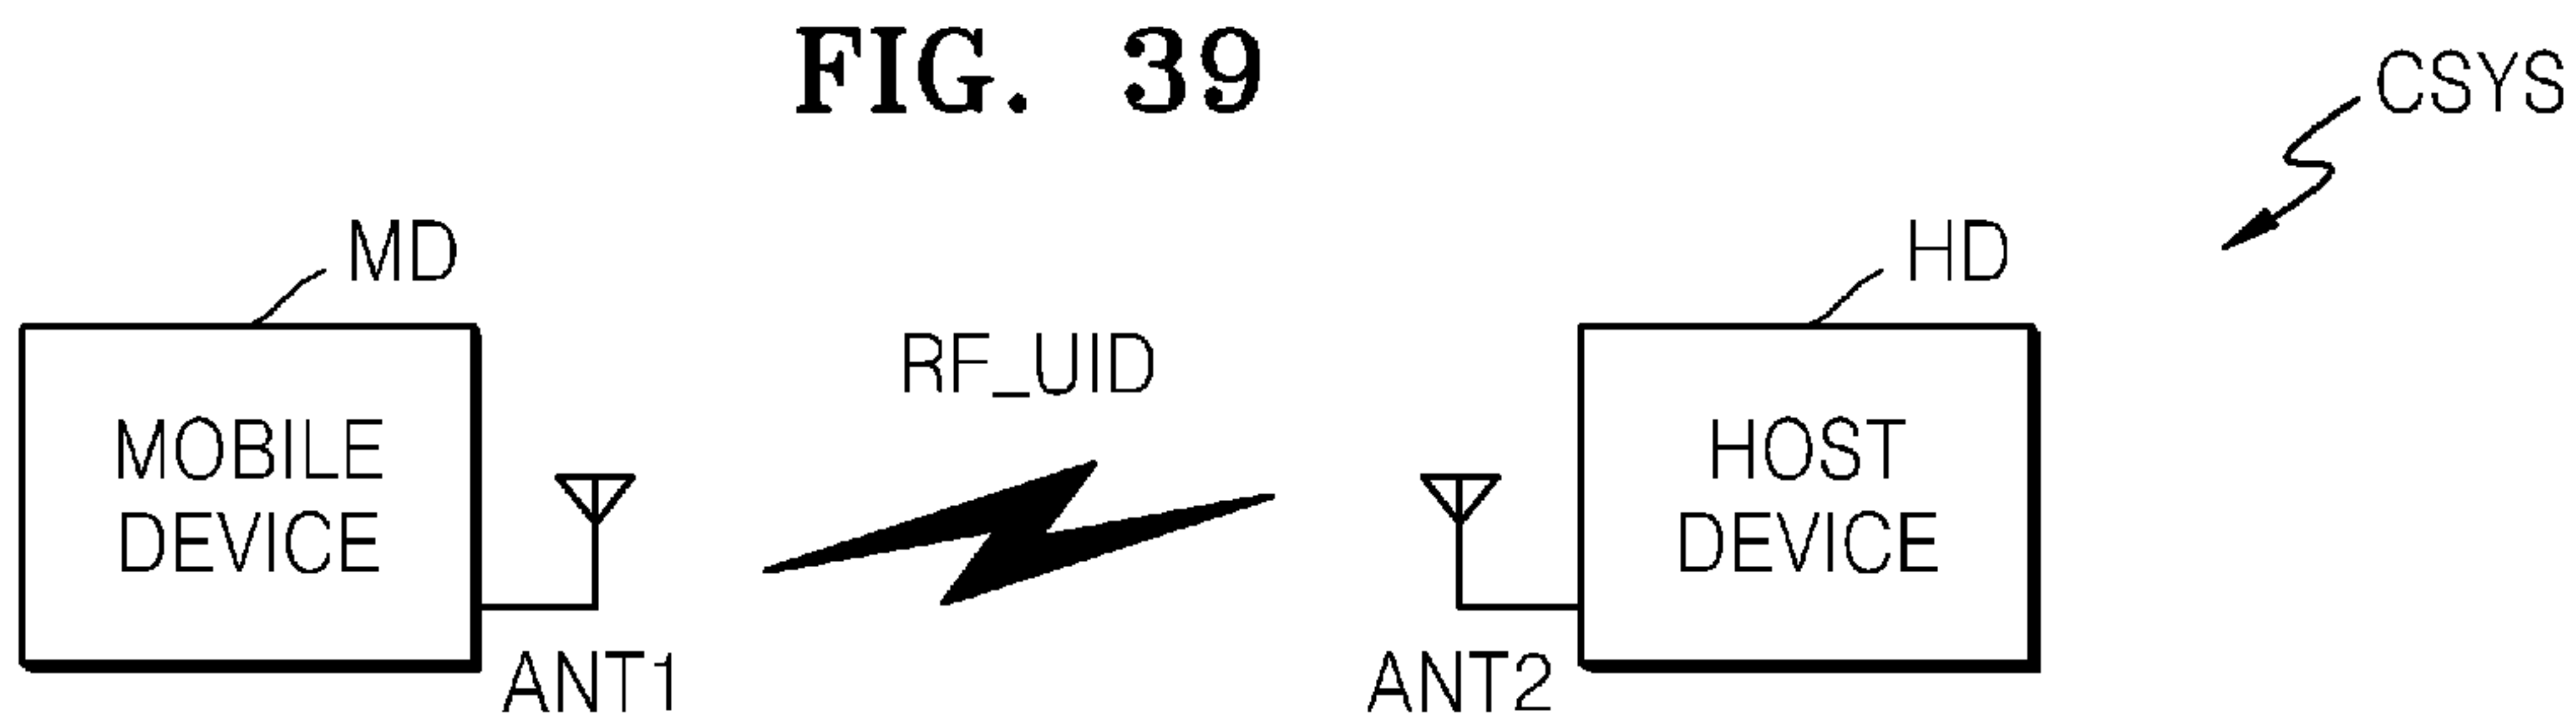 FIG. 39
CSYS
MD
HD
RF_UID
MOBILE
DEVICE
HOST
DEVICE
ANT1
ANT2